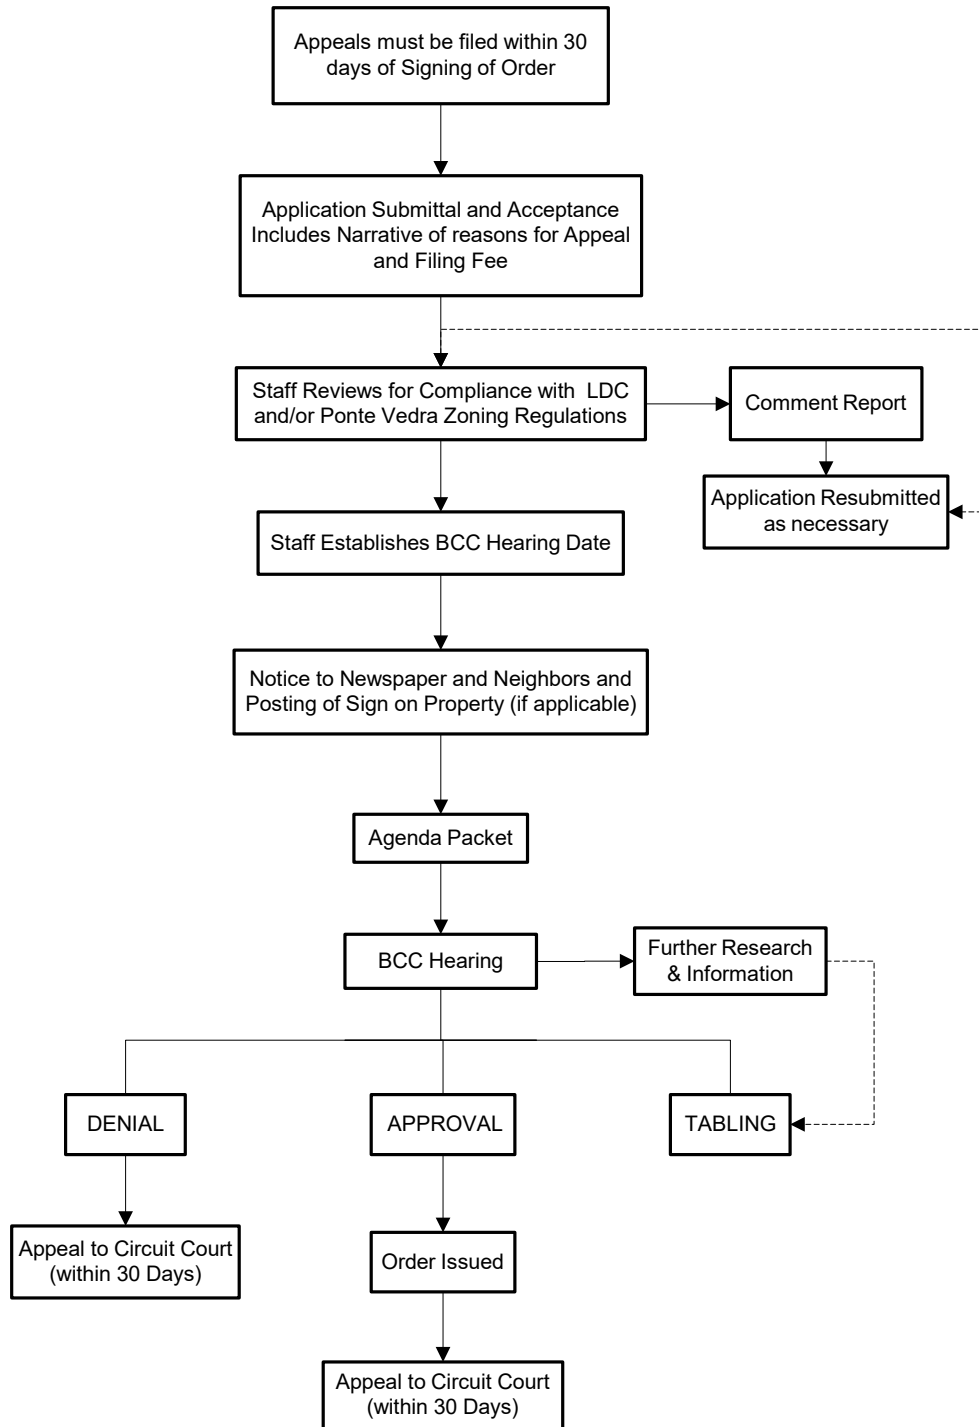 Appeals must be filed within 30
days of Signing of Order
Application Submittal and Acceptance
Includes Narrative of reasons for Appeal
and Filing Fee
Staff Reviews for Compliance with  LDC
and/or Ponte Vedra Zoning Regulations
Comment Report
Application Resubmitted
as necessary
Staff Establishes BCC Hearing Date
Notice to Newspaper and Neighbors and
Posting of Sign on Property (if applicable)
Agenda Packet
BCC Hearing
Further Research
& Information
DENIAL
APPROVAL
TABLING
Appeal to Circuit Court
(within 30 Days)
Order Issued
Appeal to Circuit Court
(within 30 Days)